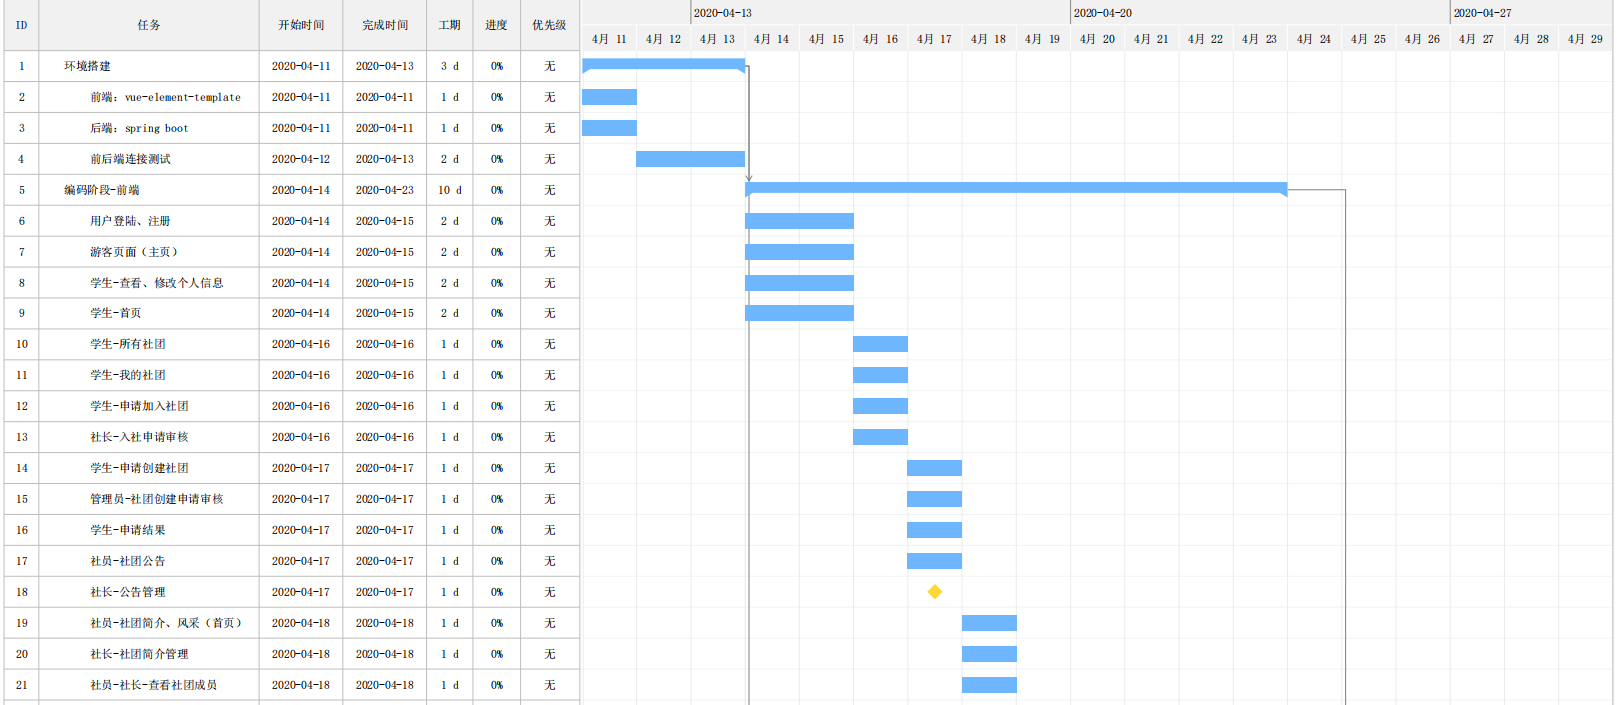 2020-04-13 2020-04-20 2020-04-27
ID 任务 开始时间 完成时间 工期 进度 优先级
4月 11 4月 12 4月 13 4月 14 4月 15 4月 16 4月 17 4月 18 4月 19 4月 20 4月 21 4月 22 4月 23 4月 24 4月 25 4月 26 4月 27 4月 28 4月 29
1 环境搭建 2020-04-11 2020-04-13 3 d 0% 无
2 前端：vue-element-template 2020-04-11 2020-04-11 1 d 0% 无
3 后端：spring boot 2020-04-11 2020-04-11 1 d 0% 无
4 前后端连接测试 2020-04-12 2020-04-13 2 d 0% 无
5 编码阶段-前端 2020-04-14 2020-04-23 10 d 0% 无
6 用户登陆、注册 2020-04-14 2020-04-15 2 d 0% 无
7 游客页面（主页） 2020-04-14 2020-04-15 2 d 0% 无
8 学生-查看、修改个人信息 2020-04-14 2020-04-15 2 d 0% 无
9 学生-首页 2020-04-14 2020-04-15 2 d 0% 无
10 学生-所有社团 2020-04-16 2020-04-16 1 d 0% 无
11 学生-我的社团 2020-04-16 2020-04-16 1 d 0% 无
12 学生-申请加入社团 2020-04-16 2020-04-16 1 d 0% 无
13 社长-入社申请审核 2020-04-16 2020-04-16 1 d 0% 无
14 学生-申请创建社团 2020-04-17 2020-04-17 1 d 0% 无
15 管理员-社团创建申请审核 2020-04-17 2020-04-17 1 d 0% 无
16 学生-申请结果 2020-04-17 2020-04-17 1 d 0% 无
17 社员-社团公告 2020-04-17 2020-04-17 1 d 0% 无
18 社长-公告管理 2020-04-17 2020-04-17 1 d 0% 无
19 社员-社团简介、风采（首页） 2020-04-18 2020-04-18 1 d 0% 无
20 社长-社团简介管理 2020-04-18 2020-04-18 1 d 0% 无
21 社员-社长-查看社团成员 2020-04-18 2020-04-18 1 d 0% 无